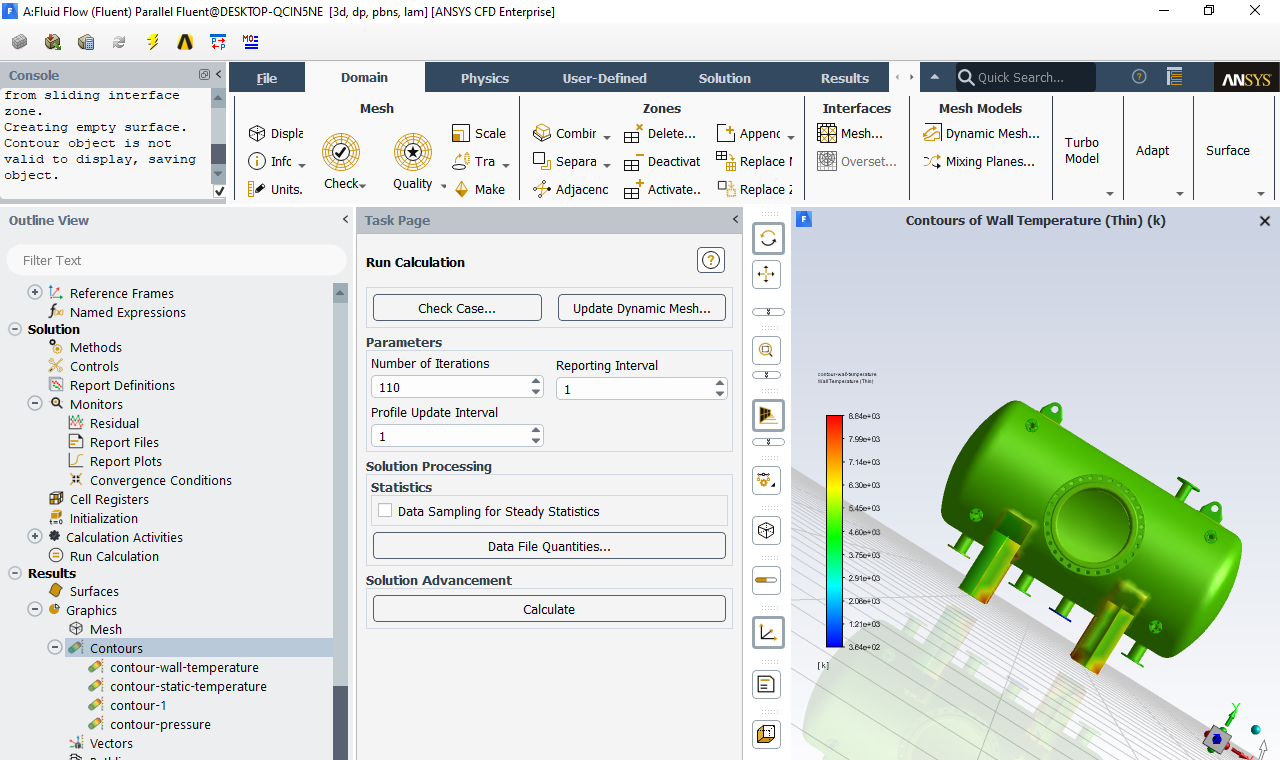 A:Fluid Flow (Fluent) Parallel Fluent@DESKTOP-QCIN5NE [3d, dp, pbns, lam] [ANSYS CFD Enterprise]
Console
from sliding interface
zone.
Creating empty surface.
Contour object is not
valid to display, saving
object.
File
Domain
Physics
User-Defined
Solution
Results
Quick Search...
ANSYS
Mesh
Displa
Info
Units.
Check
Quality
Scale
Tra
Make
Zones
Combir
Separa
Adjacenc
Delete...
Deactivat
Activate..
Append
Replace M
Replace Z
Interfaces
Mesh...
Overset...
Mesh Models
Dynamic Mesh...
Mixing Planes...
Turbo
Model
Adapt
Surface
Outline View
Filter Text
Reference Frames
Named Expressions
Solution
Methods
Controls
Report Definitions
Monitors
Residual
Report Files
Report Plots
Convergence Conditions
Cell Registers
Initialization
Calculation Activities
Run Calculation
Results
Surfaces
Graphics
Mesh
Contours
contour-wall-temperature
contour-static-temperature
contour-1
contour-pressure
Vectors
Task Page
Run Calculation
Check Case...
Update Dynamic Mesh...
Parameters
Number of Iterations
Reporting Interval
110
1
Profile Update Interval
1
Solution Processing
Statistics
Data Sampling for Steady Statistics
Data File Quantities...
Solution Advancement
Calculate
Contours of Wall Temperature (Thin) (k)
contour-wall-temperature
Wall Temperature (Thin)
8.84e+03
7.99e+03
7.14e+03
6.30e+03
5.45e+03
4.60e+03
3.75e+03
2.91e+03
2.06e+03
1.21e+03
3.64e+02
[k]
Y